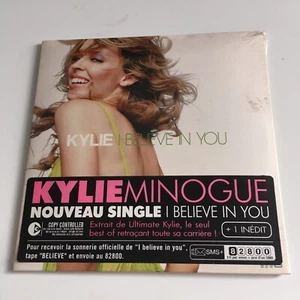 KYLIE I BELIEVE IN YOU
KYLIEMINOGUE
NOUVEAU SINGLE I BELIEVE IN YOU
COPY CONTROLLED
Extrait de Ultimate Kylie, le seul
best of retraçant toute sa carrière !
+ 1 INÉDIT
Pour recevoir la sonnerie officielle de "I believe in you",
tape "BELIEVE" et envoie au 82800.
SMS+
82800